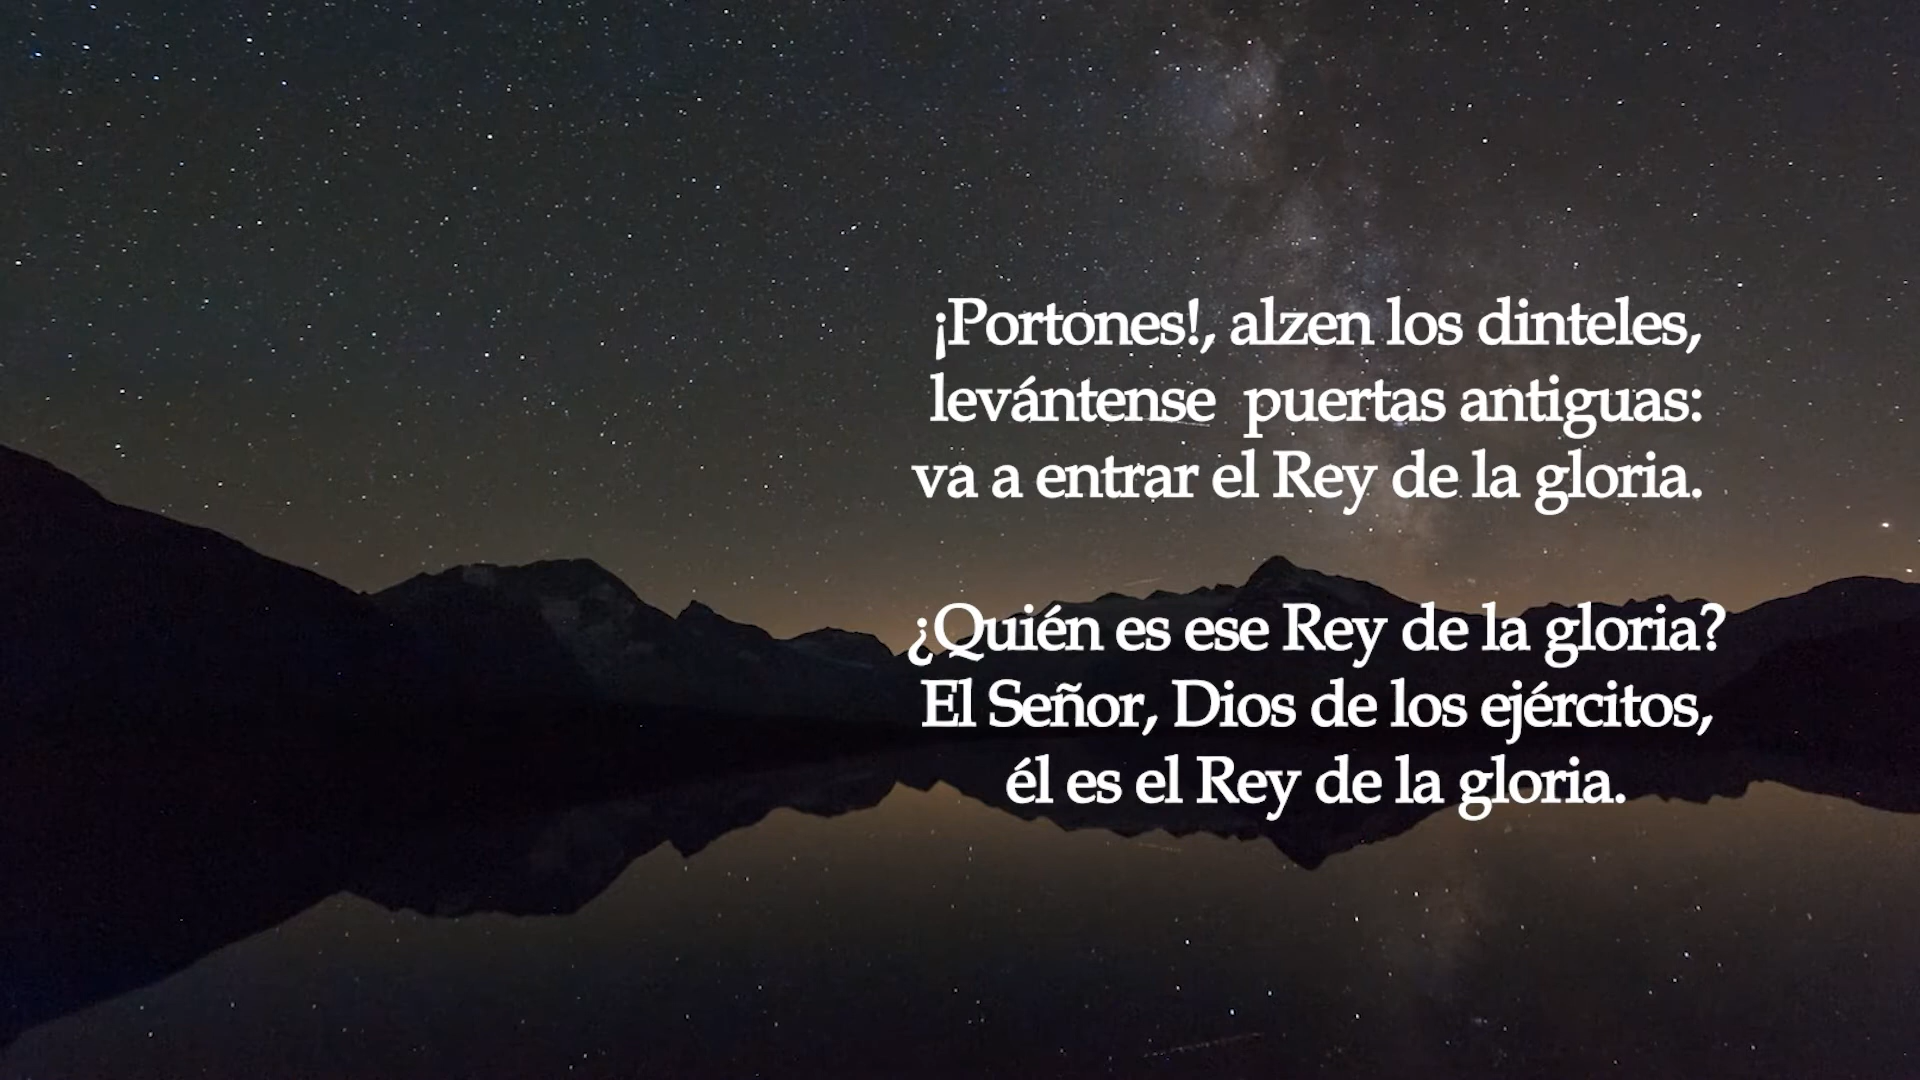 ¡Portones!, alzen los dinteles,
levántense  puertas antiguas:
va a entrar el Rey de la gloria.
¿Quién es ese Rey de la gloria?
El Señor, Dios de los ejércitos,
él es el Rey de la gloria.